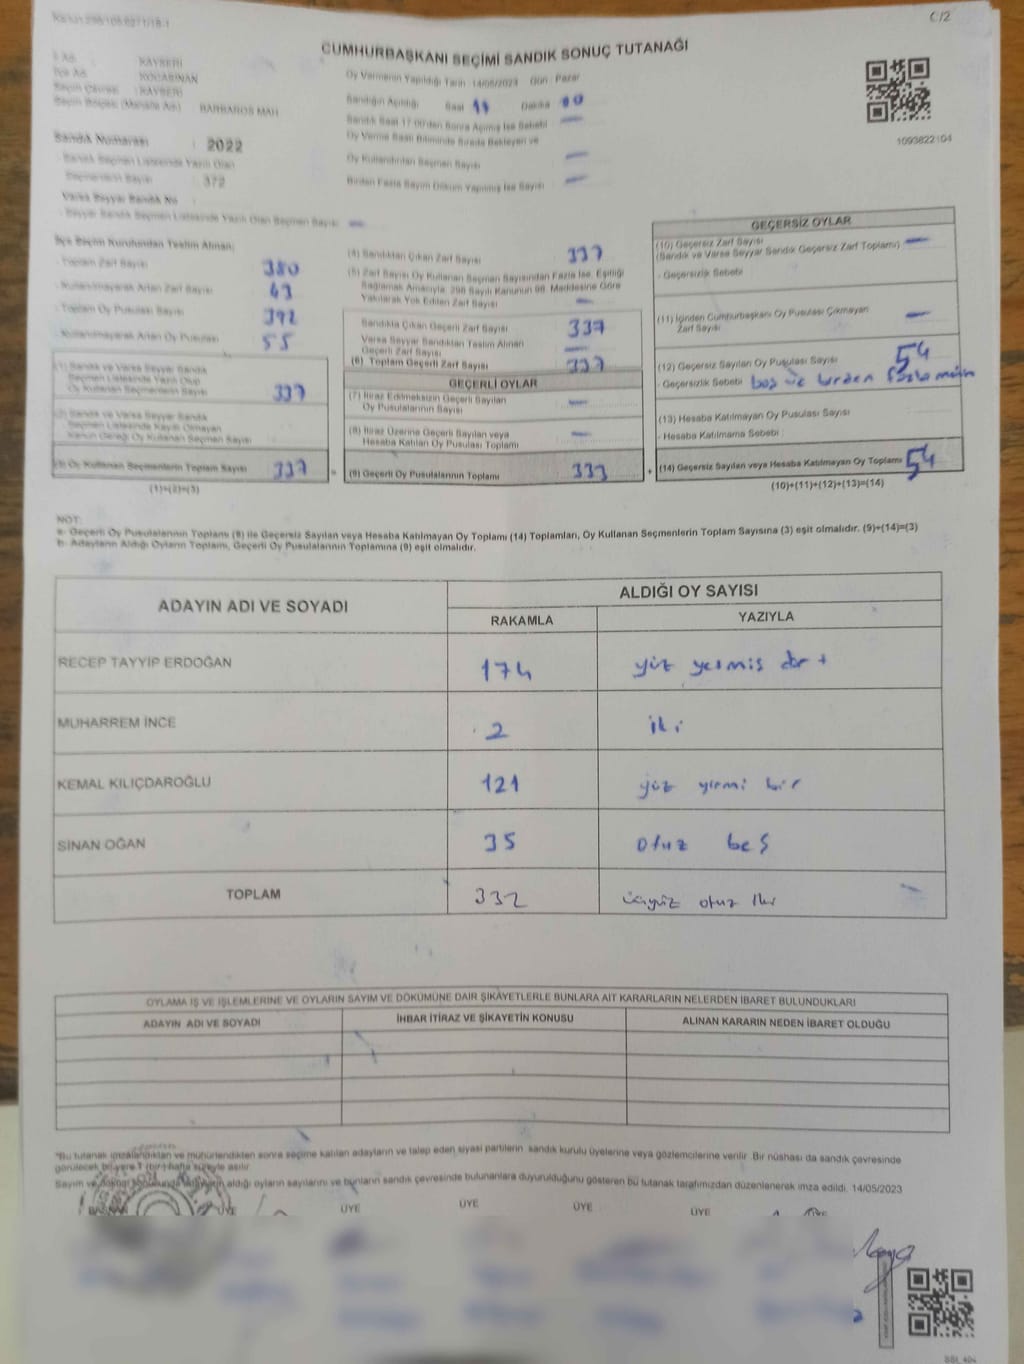 C/2
CUMHURBAŞKANI SEÇİMİ SANDIK SONUÇ TUTANAĞI
İl Adı : KAYSERİ
İlçe Adı : KOCASİNAN
Seçim Çevresi : KAYSERİ
Seçim Bölgesi (Mahalle Adı) : BARBAROS MAH.
Oy Vermenin Yapıldığı Tarih : 14/05/2023 Gün : Pazar
Sandığın Açıldığı Saat Dakika
Sandık Saat 17:00'den Sonra Açılmış İse Sebebi
Oy Verme Saati Bitiminde Sırada Bekleyen ve
Oy Kullandırılan Seçmen Sayısı
Birden Fazla Sayım Döküm Yapılmış İse Sayısı
1093822104
Sandık Numarası : 2022
- Sandık Seçmen Listesinde Yazılı Olan
Seçmenlerin Sayısı : 372
Varsa Seyyar Sandık No
- Seyyar Sandık Seçmen Listesinde Yazılı Olan Seçmen Sayısı
İlçe Seçim Kurulundan Teslim Alınan;
- Toplam Zarf Sayısı 380
- Kullanılmayarak Artan Zarf Sayısı 43
- Toplam Oy Pusulası Sayısı 392
- Kullanılmayarak Artan Oy Pusulası Sayısı 55
(1) Sandık ve Varsa Seyyar Sandık
Seçmen Listesinde Yazılı Olup
Oy Kullanan Seçmenlerin Sayısı 337
(2) Sandık ve Varsa Seyyar Sandık
Seçmen Listesinde Kayıtlı Olmayan
Kanun Gereği Oy Kullanan Seçmen Sayısı
(3) Oy Kullanan Seçmenlerin Toplam Sayısı 337
(1)+(2)=(3)
(4) Sandıktan Çıkan Zarf Sayısı 337
(5) Zarf Sayısı Oy Kullanan Seçmen Sayısından Fazla İse, Eşitliği
Sağlamak Amacıyla, 298 Sayılı Kanunun 98. Maddesine Göre
Yakılarak Yok Edilen Zarf Sayısı
Sandıkta Çıkan Geçerli Zarf Sayısı 337
Varsa Seyyar Sandıktan Teslim Alınan
Geçerli Zarf Sayısı
(6) Toplam Geçerli Zarf Sayısı 337
GEÇERLİ OYLAR
(7) İtiraz Edilmeksizin Geçerli Sayılan
Oy Pusulalarının Sayısı
(8) İtiraz Üzerine Geçerli Sayılan veya
Hesaba Katılan Oy Pusulası Toplamı
(9) Geçerli Oy Pusulalarının Toplamı 333
GEÇERSİZ OYLAR
(10) Geçersiz Zarf Sayısı
(Sandık ve Varsa Seyyar Sandık Geçersiz Zarf Toplamı)
- Geçersizlik Sebebi
(11) İçinden Cumhurbaşkanı Oy Pusulası Çıkmayan
Zarf Sayısı
(12) Geçersiz Sayılan Oy Pusulası Sayısı 54
- Geçersizlik Sebebi boş ve birden fazla mühür
(13) Hesaba Katılmayan Oy Pusulası Sayısı
- Hesaba Katılmama Sebebi :
(14) Geçersiz Sayılan veya Hesaba Katılmayan Oy Toplamı 54
(10)+(11)+(12)+(13)=(14)
NOT:
a- Geçerli Oy Pusulalarının Toplamı (9) ile Geçersiz Sayılan veya Hesaba Katılmayan Oy Toplamı (14) Toplamları, Oy Kullanan Seçmenlerin Toplam Sayısına (3) eşit olmalıdır. (9)+(14)=(3)
b- Adayların Aldığı Oyların Toplamı, Geçerli Oy Pusulalarının Toplamına (9) eşit olmalıdır.
ADAYIN ADI VE SOYADI ALDIĞI OY SAYISI
RAKAMLA YAZIYLA
RECEP TAYYİP ERDOĞAN 174 yüz yetmiş dört
MUHARREM İNCE 2 iki
KEMAL KILIÇDAROĞLU 121 yüz yirmi bir
SİNAN OĞAN 35 otuz beş
TOPLAM 332 üçyüz otuz iki
OYLAMA İŞ VE İŞLEMLERİNE VE OYLARIN SAYIM VE DÖKÜMÜNE DAİR ŞİKAYETLERLE BUNLARA AİT KARARLARIN NELERDEN İBARET BULUNDUKLARI
ADAYIN ADI VE SOYADI İHBAR İTİRAZ VE ŞİKAYETİN KONUSU ALINAN KARARIN NEDEN İBARET OLDUĞU
*Bu tutanak imzalandıktan ve mühürlendikten sonra seçime katılan adayların ve talep eden siyasi partilerin sandık kurulu üyelerine veya gözlemcilerine verilir. Bir nüshası da sandık çevresinde
görülecek bir yere 1 (bir) hafta süreyle asılır.
Sayım ve döküm sonucunda adayların aldığı oyların sayılarını ve bunların sandık çevresinde bulunanlara duyurulduğunu gösteren bu tutanak tarafımızdan düzenlenerek imza edildi. 14/05/2023
BAŞKAN ÜYE ÜYE ÜYE ÜYE ÜYE